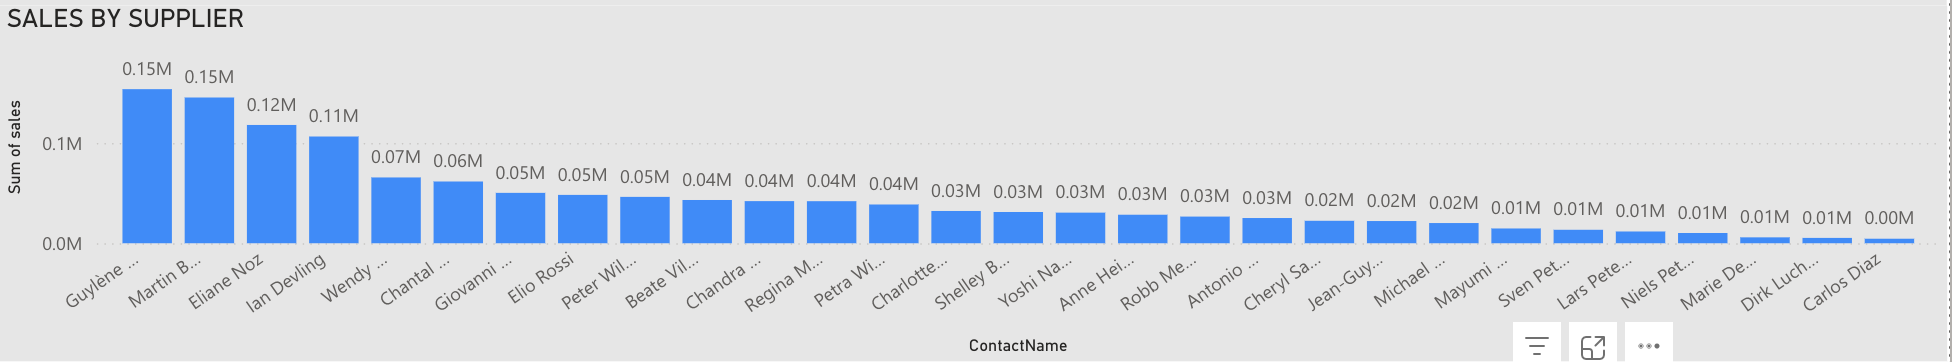 SALES BY SUPPLIER
Sum of sales
0.1M
0.0M
0.15M
0.15M
0.12M
0.11M
0.07M
0.06M
0.05M
0.05M
0.05M
0.04M
0.04M
0.04M
0.04M
0.03M
0.03M
0.03M
0.03M
0.03M
0.03M
0.02M
0.02M
0.02M
0.01M
0.01M
0.01M
0.01M
0.01M
0.01M
0.00M
Guylène ...
Martin B...
Eliane Noz
Ian Devling
Wendy ...
Chantal ...
Giovanni ...
Elio Rossi
Peter Wil...
Beate Vil...
Chandra ...
Regina M...
Petra Wi...
Charlotte...
Shelley B...
Yoshi Na...
Anne Hei...
Robb Me...
Antonio ...
Cheryl Sa...
Jean-Guy...
Michael ...
Mayumi ...
Sven Pet...
Lars Pete...
Niels Pet...
Marie De...
Dirk Luch...
Carlos Diaz
ContactName